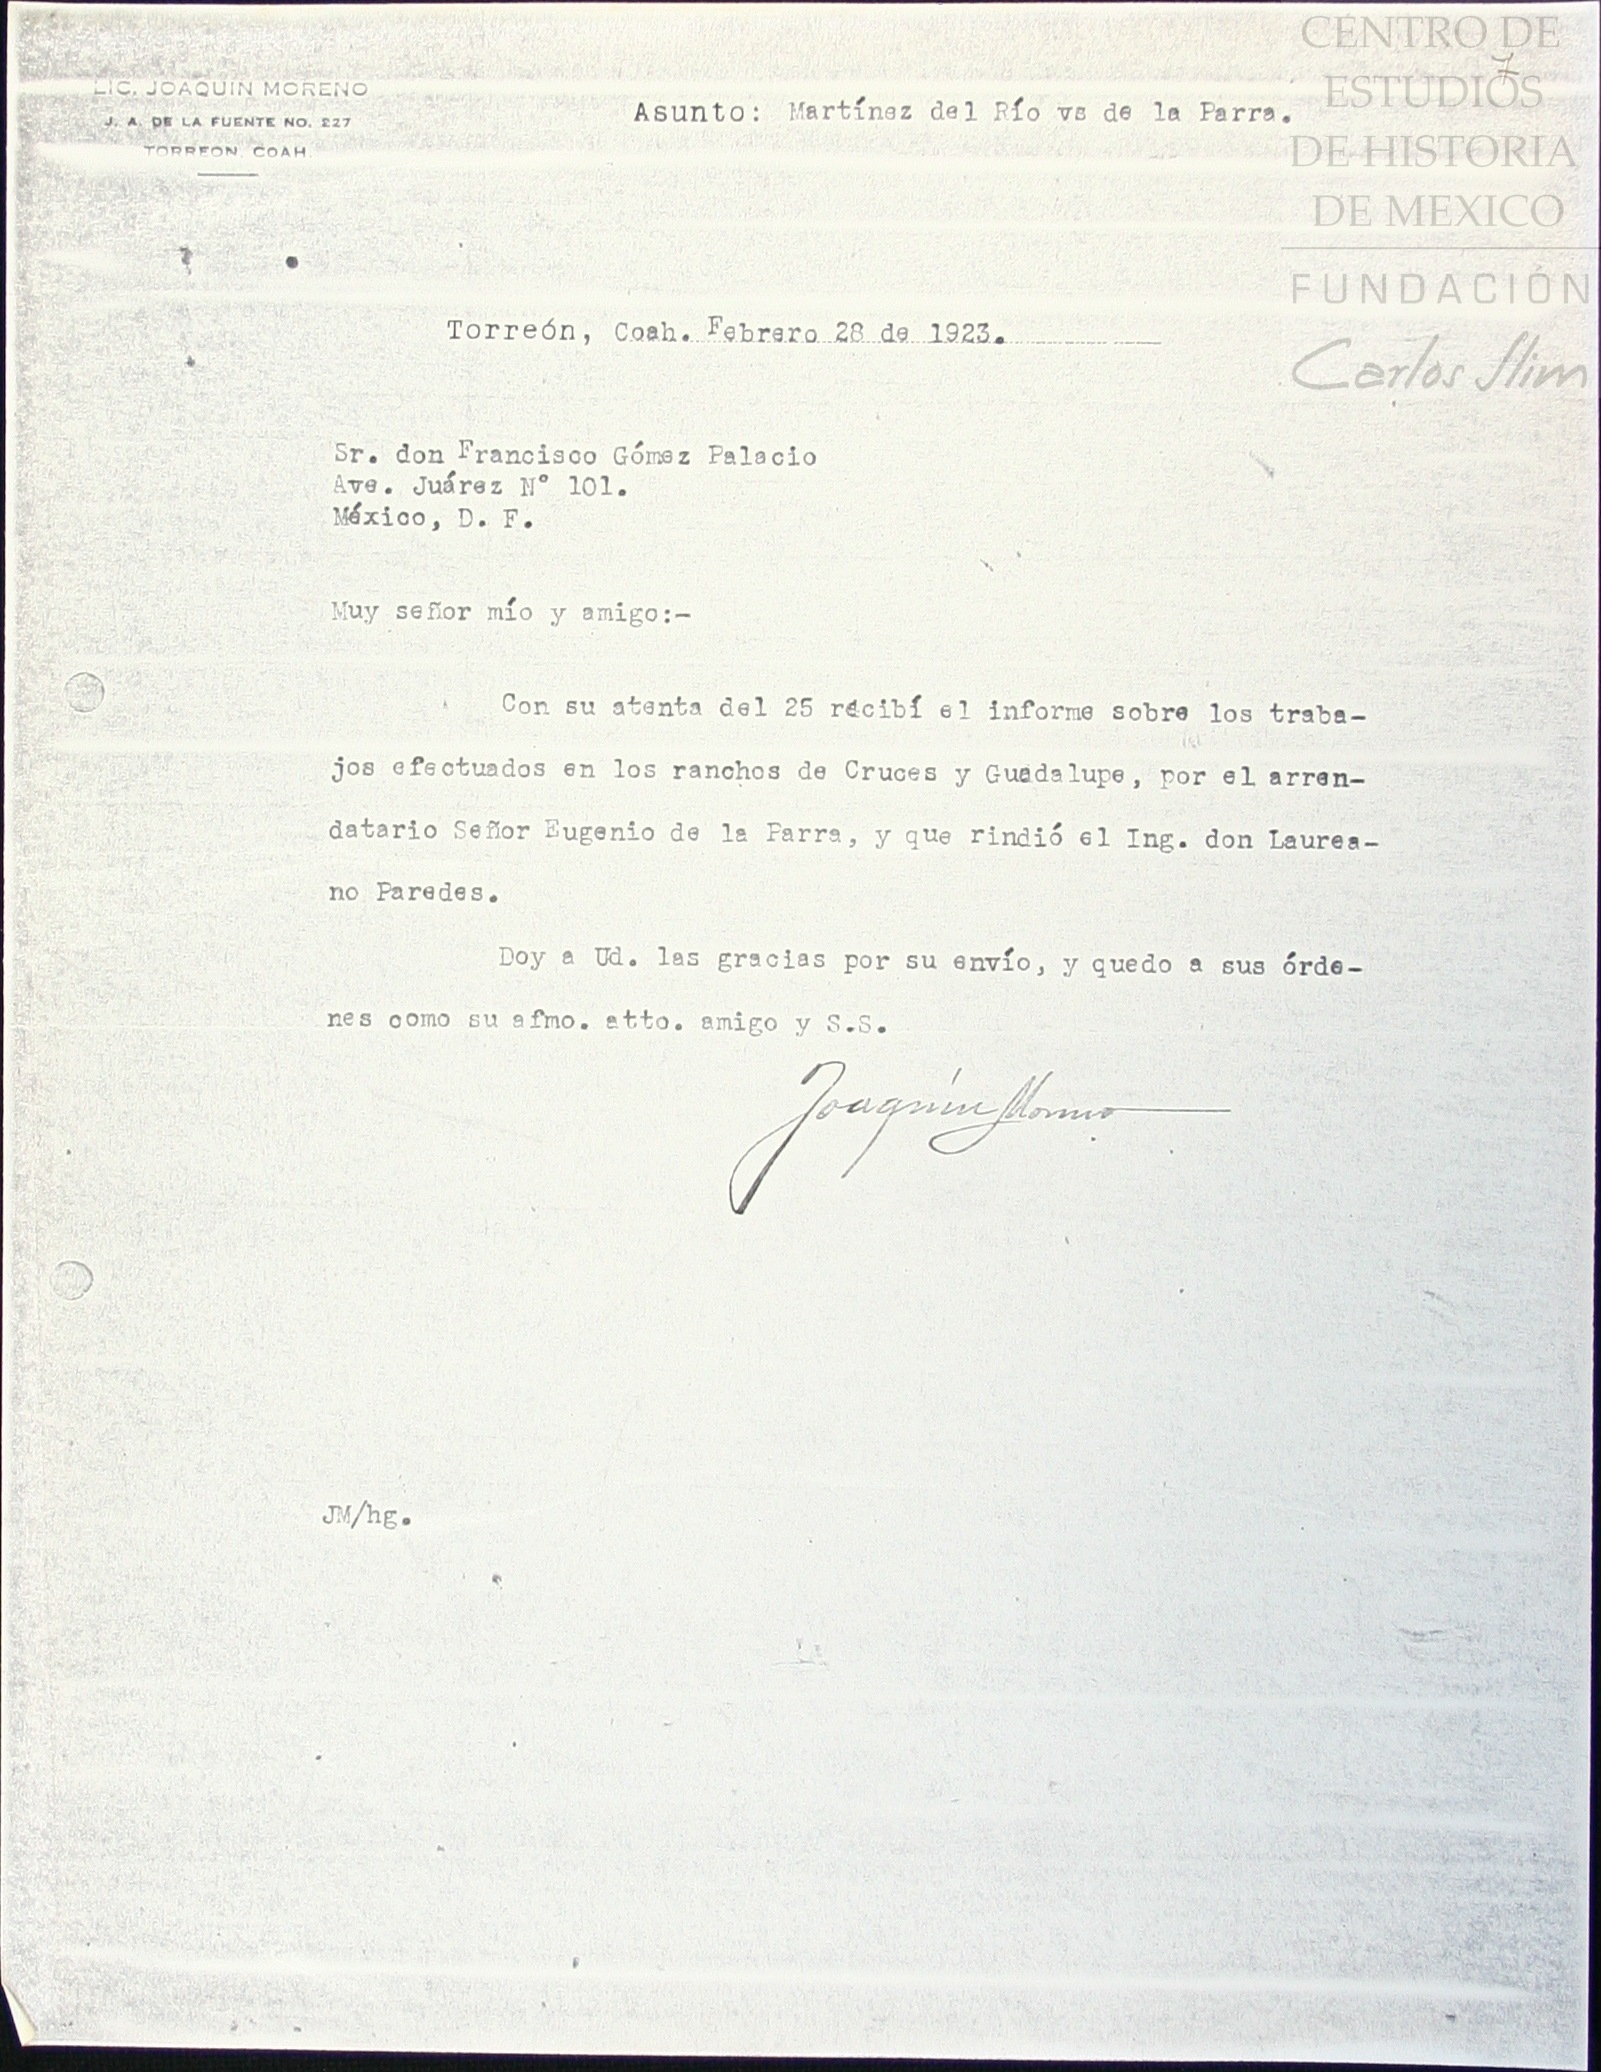 LIC. JOAQUIN MORENO
J. A. DE LA FUENTE NO. 227
TORREON, COAH.
Asunto: Martínez del Río vs de la Parra.
7
CENTRO DE
ESTUDIOS
DE HISTORIA
DE MEXICO
FUNDACIÓN
Carlos Slim
Torreón, Coah. Febrero 28 de 1923.
Sr. don Francisco Gómez Palacio
Ave. Juárez N° 101.
México, D. F.
Muy señor mío y amigo:-
Con su atenta del 25 recibí el informe sobre los traba-
jos efectuados en los ranchos de Cruces y Guadalupe, por el arren-
datario Señor Eugenio de la Parra, y que rindió el Ing. don Laurea-
no Paredes.
Doy a Ud. las gracias por su envío, y quedo a sus órde-
nes como su afmo. atto. amigo y S.S.
Joaquín Moreno
JM/hg.